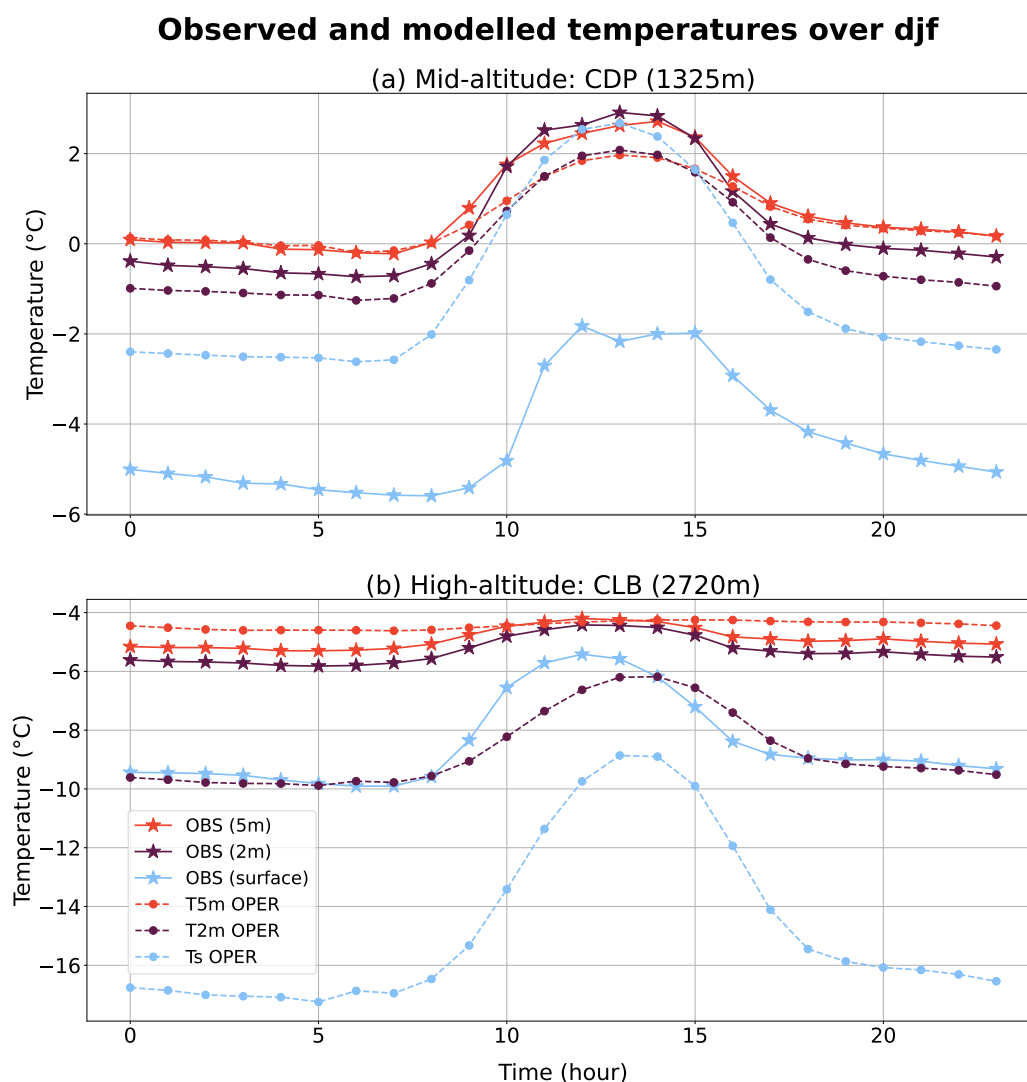 Observed and modelled temperatures over djf
(a) Mid-altitude: CDP (1325m)
Temperature (°C)
2
0
−2
−4
−6
0 5 10 15 20
(b) High-altitude: CLB (2720m)
Temperature (°C)
−4
−6
−8
−10
−12
−14
−16
OBS (5m)
OBS (2m)
OBS (surface)
T5m OPER
T2m OPER
Ts OPER
0 5 10 15 20
Time (hour)